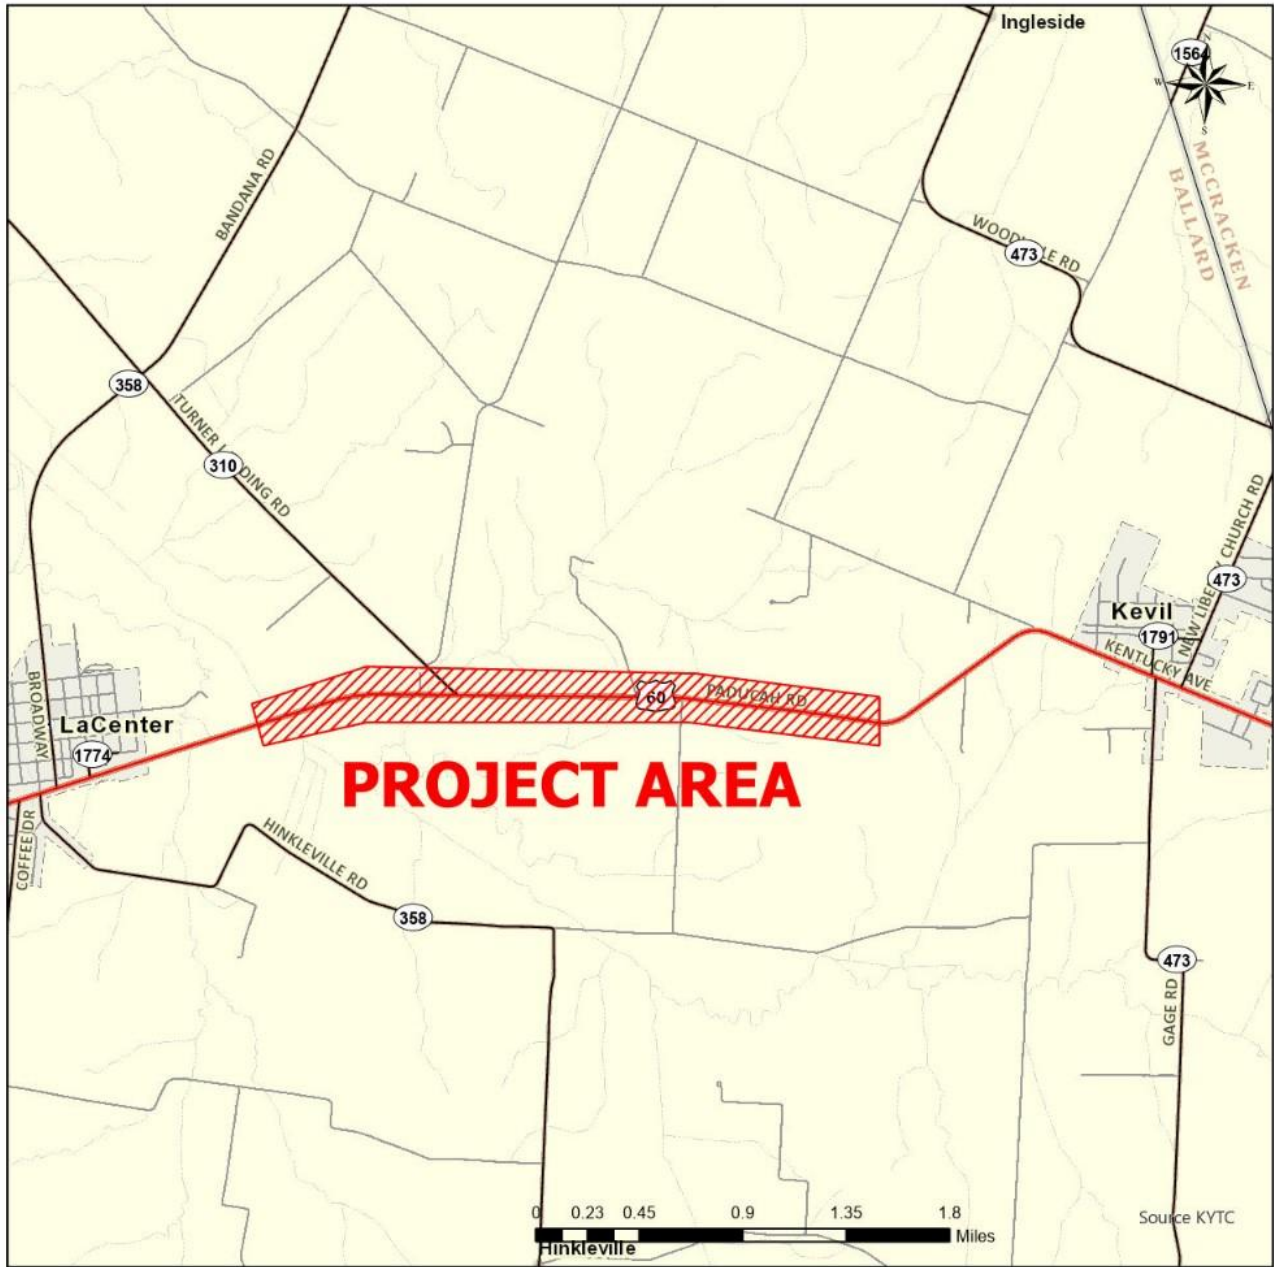 Ingleside
1564
N
W
E
S
MCCRACKEN
BALLARD
BANDANA RD
473
358
310
473
Kevil
1791
KENTUCKY AVE
BROADWAY
60
PADUCAH RD
LaCenter
1774
PROJECT AREA
COFFEE DR
HINKLEVILLE RD
358
473
GAGE RD
0 0.23 0.45 0.9 1.35 1.8
Miles
Hinkleville
Source KYTC
TURNER
RD
RD
CHURCH RD
NEW